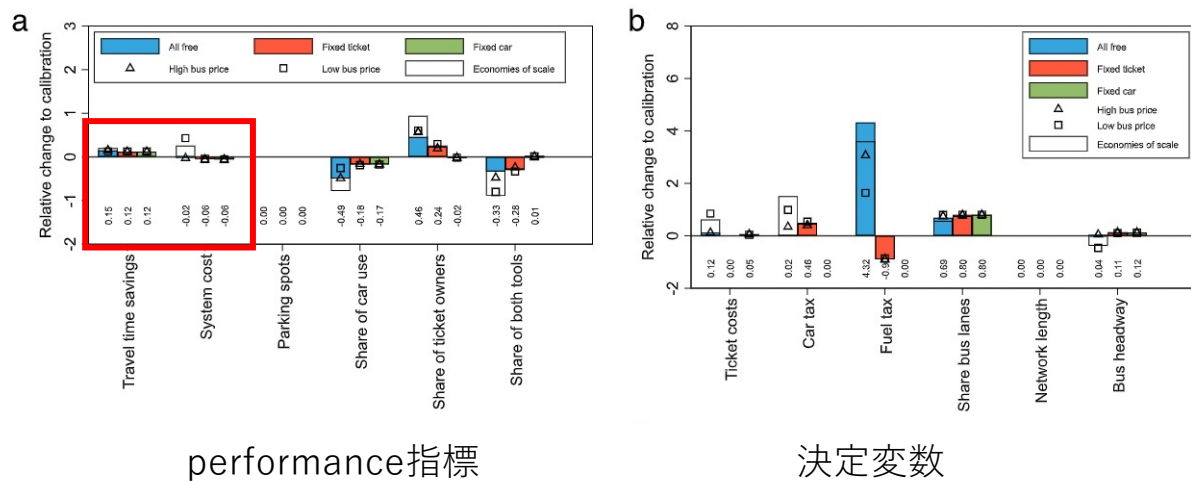 a
Relative change to calibration
3
2
1
0
-1
-2
All free
Fixed ticket
Fixed car
High bus price
Low bus price
Economies of scale
0.15
0.12
0.12
-0.02
-0.06
-0.06
0.00
0.00
0.00
-0.49
-0.18
-0.17
0.46
0.24
-0.02
-0.33
-0.28
0.01
Travel time savings
System cost
Parking spots
Share of car use
Share of ticket owners
Share of both tools
performance指標
b
Relative change to calibration
8
6
4
2
0
-2
All free
Fixed ticket
Fixed car
High bus price
Low bus price
Economies of scale
0.12
0.00
0.05
0.02
0.46
0.00
4.32
-0.9
0.00
0.69
0.80
0.80
0.00
0.00
0.00
0.04
0.11
0.12
Ticket costs
Car tax
Fuel tax
Share bus lanes
Network length
Bus headway
決定変数